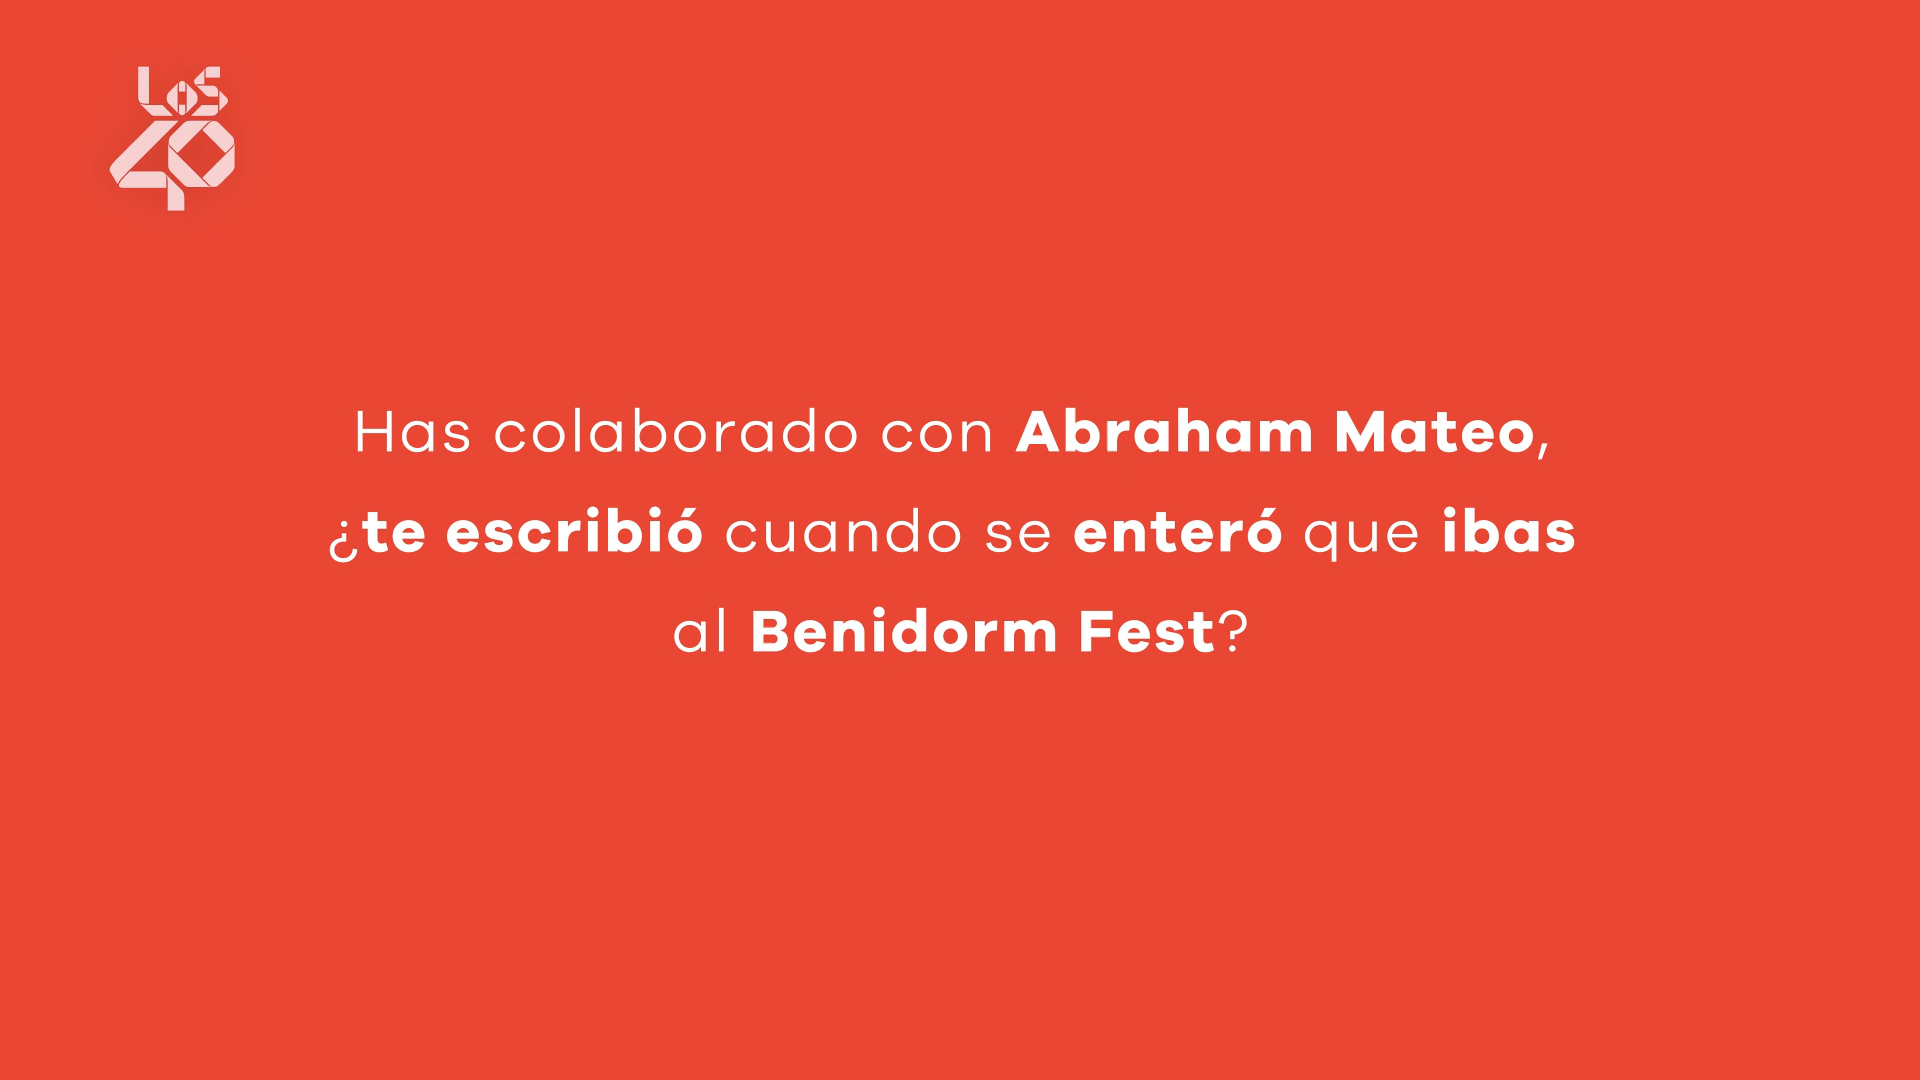 LOS
40
Has colaborado con Abraham Mateo,
¿te escribió cuando se enteró que ibas
al Benidorm Fest?